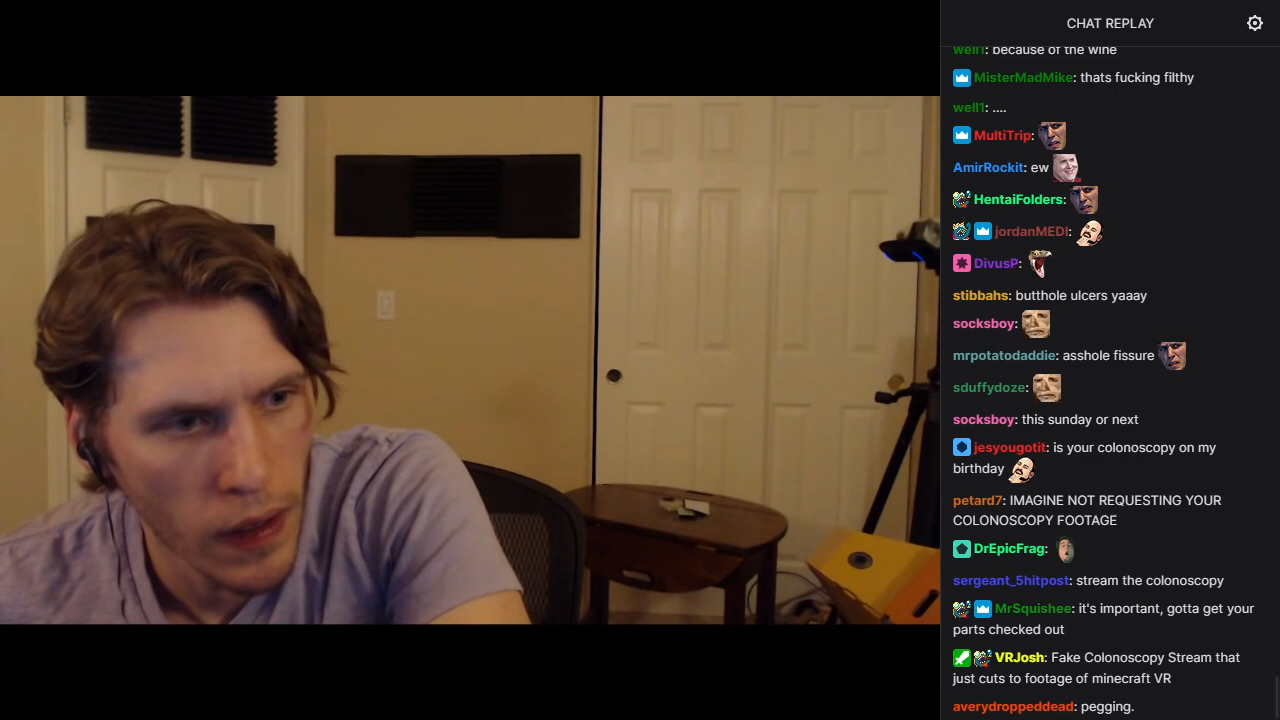 CHAT REPLAY
well1: because of the wine
MisterMadMike: thats fucking filthy
well1: ....
MultiTrip:
AmirRockit: ew
HentaiFolders:
jordanMEDI:
DivusP:
stibbahs: butthole ulcers yaaay
socksboy:
mrpotatodaddie: asshole fissure
sduffydoze:
socksboy: this sunday or next
jesyougotit: is your colonoscopy on my
birthday
petard7: IMAGINE NOT REQUESTING YOUR
COLONOSCOPY FOOTAGE
DrEpicFrag:
sergeant_5hitpost: stream the colonoscopy
MrSquishee: it's important, gotta get your
parts checked out
VRJosh: Fake Colonoscopy Stream that
just cuts to footage of minecraft VR
averydroppeddead: pegging.